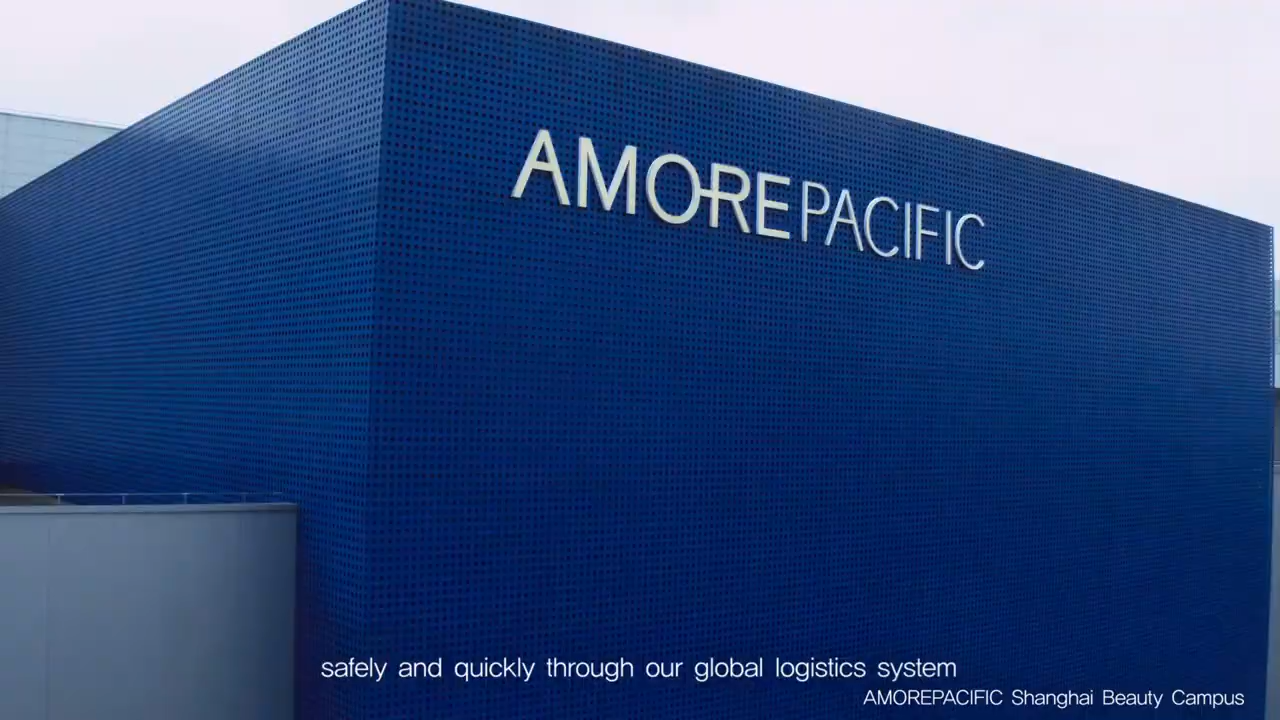 AMOREPACIFIC
safely and quickly through our global logistics system
AMOREPACIFIC Shanghai Beauty Campus